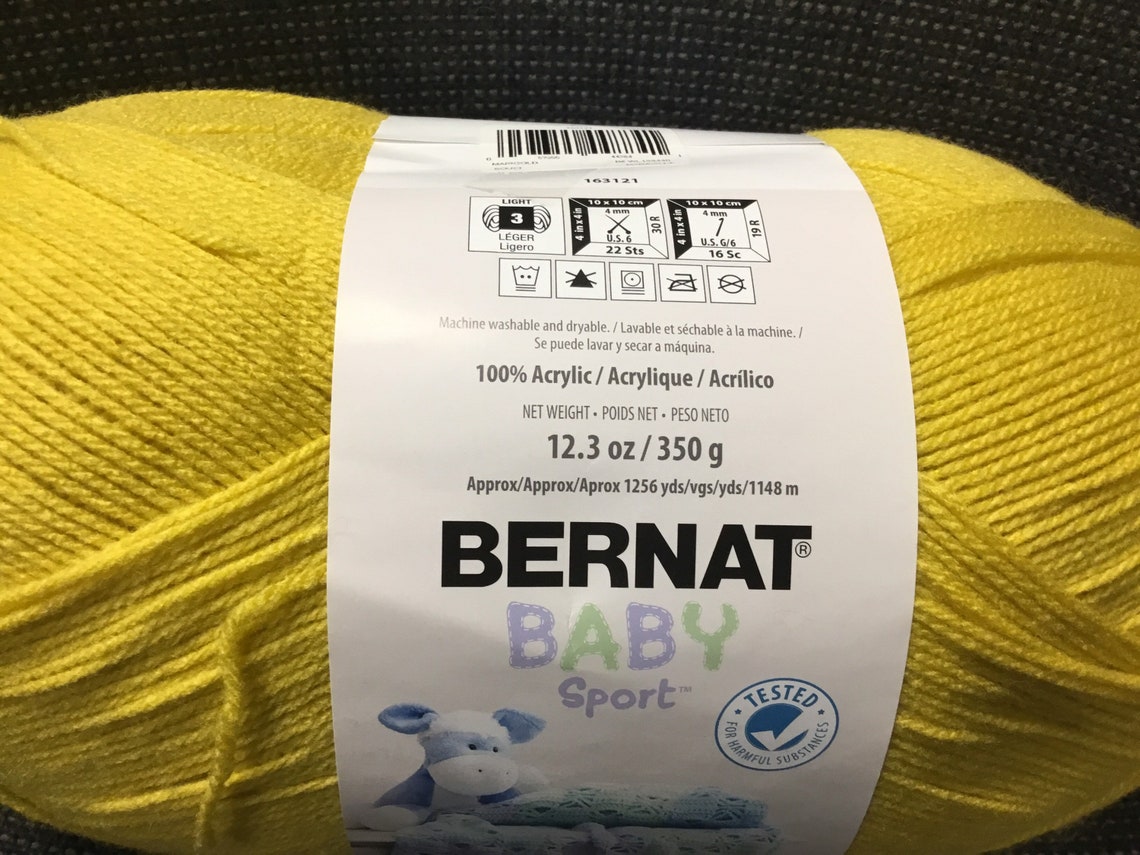 163121
LIGHT
3
LÉGER
Ligero
10 x 10 cm
4 in x 4 in
4 mm
U.S. 6
30 R
22 Sts
10 x 10 cm
4 in x 4 in
4 mm
U.S. G/6
19 R
16 Sc
Machine washable and dryable. / Lavable et séchable à la machine. /
Se puede lavar y secar a máquina.
100% Acrylic / Acrylique / Acrílico
NET WEIGHT • POIDS NET • PESO NETO
12.3 oz / 350 g
Approx/Approx/Aprox 1256 yds/vgs/yds/1148 m
BERNAT®
BABY
Sport™
TESTED
FOR HARMFUL SUBSTANCES